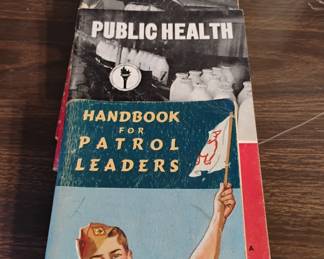 PUBLIC HEALTH
HANDBOOK
FOR
PATROL
LEADERS
A